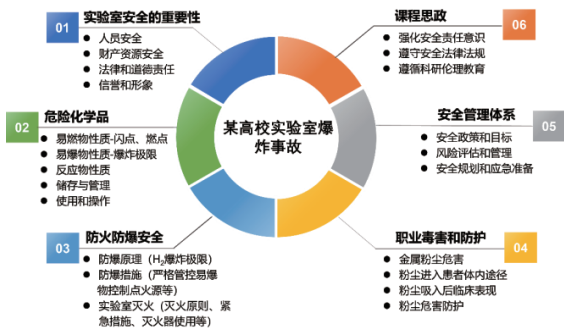 01
实验室安全的重要性
● 人员安全
● 财产资源安全
● 法律和道德责任
● 信誉和形象
02
危险化学品
● 易燃物性质-闪点、燃点
● 易爆物性质-爆炸极限
● 反应物性质
● 储存与管理
● 使用和操作
03
防火防爆安全
● 防爆原理（H₂爆炸极限）
● 防爆措施（严格管控易爆
物控制点火源等）
● 实验室灭火（灭火原则、紧
急措施、灭火器使用等）
某高校实验室爆
炸事故
课程思政
06
● 强化安全责任意识
● 遵守安全法律法规
● 遵循科研伦理教育
安全管理体系
05
● 安全政策和目标
● 风险评估和管理
● 安全规划和应急准备
职业毒害和防护
04
● 金属粉尘危害
● 粉尘进入患者体内途径
● 粉尘吸入后临床表现
● 粉尘危害防护